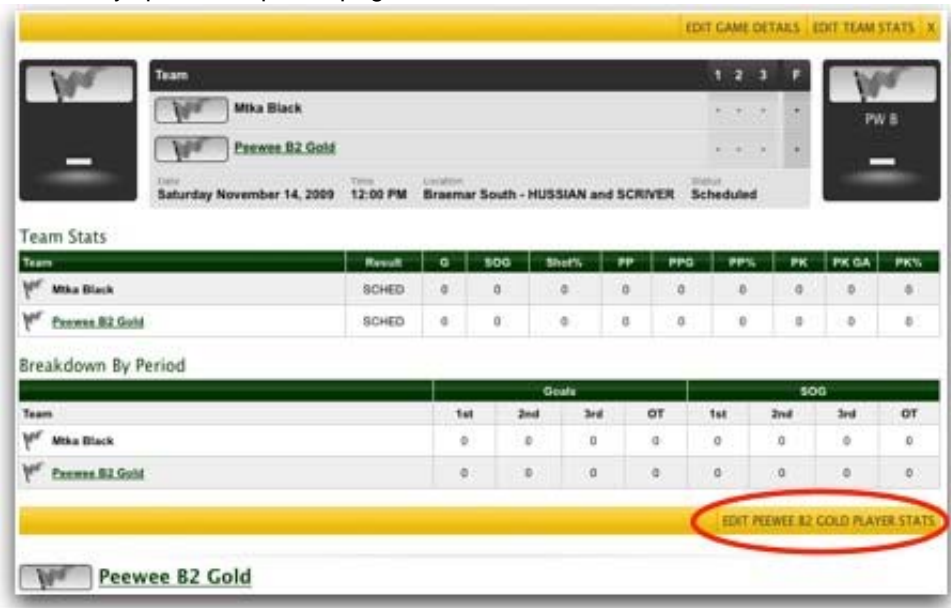 EDIT GAME DETAILS EDIT TEAM STATS X
Team 1 2 3 F
Mtka Black - - - -
PW B
Peewee B2 Gold - - - -
Date Time Location Status
Saturday November 14, 2009 12:00 PM Braemar South - HUSSIAN and SCRIVER Scheduled
Team Stats
Team Result G SOG Shot% PP PPG PP% PK PK GA PK%
Mtka Black SCHED 0 0 0 0 0 0 0 0 0
Peewee B2 Gold SCHED 0 0 0 0 0 0 0 0 0
Breakdown By Period
Goals SOG
Team 1st 2nd 3rd OT 1st 2nd 3rd OT
Mtka Black 0 0 0 0 0 0 0 0
Peewee B2 Gold 0 0 0 0 0 0 0 0
EDIT PEEWEE B2 GOLD PLAYER STATS
Peewee B2 Gold